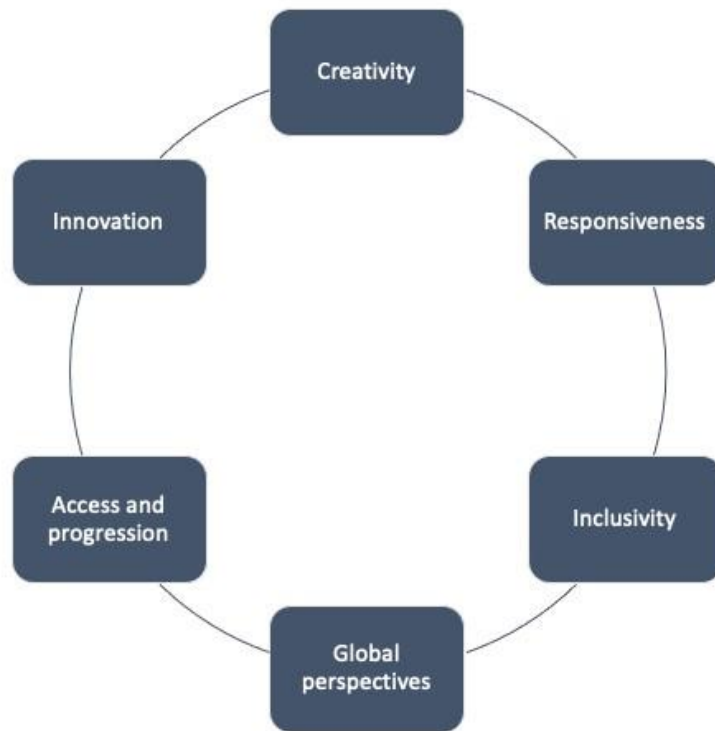 Creativity
Responsiveness
Inclusivity
Global
perspectives
Access and
progression
Innovation